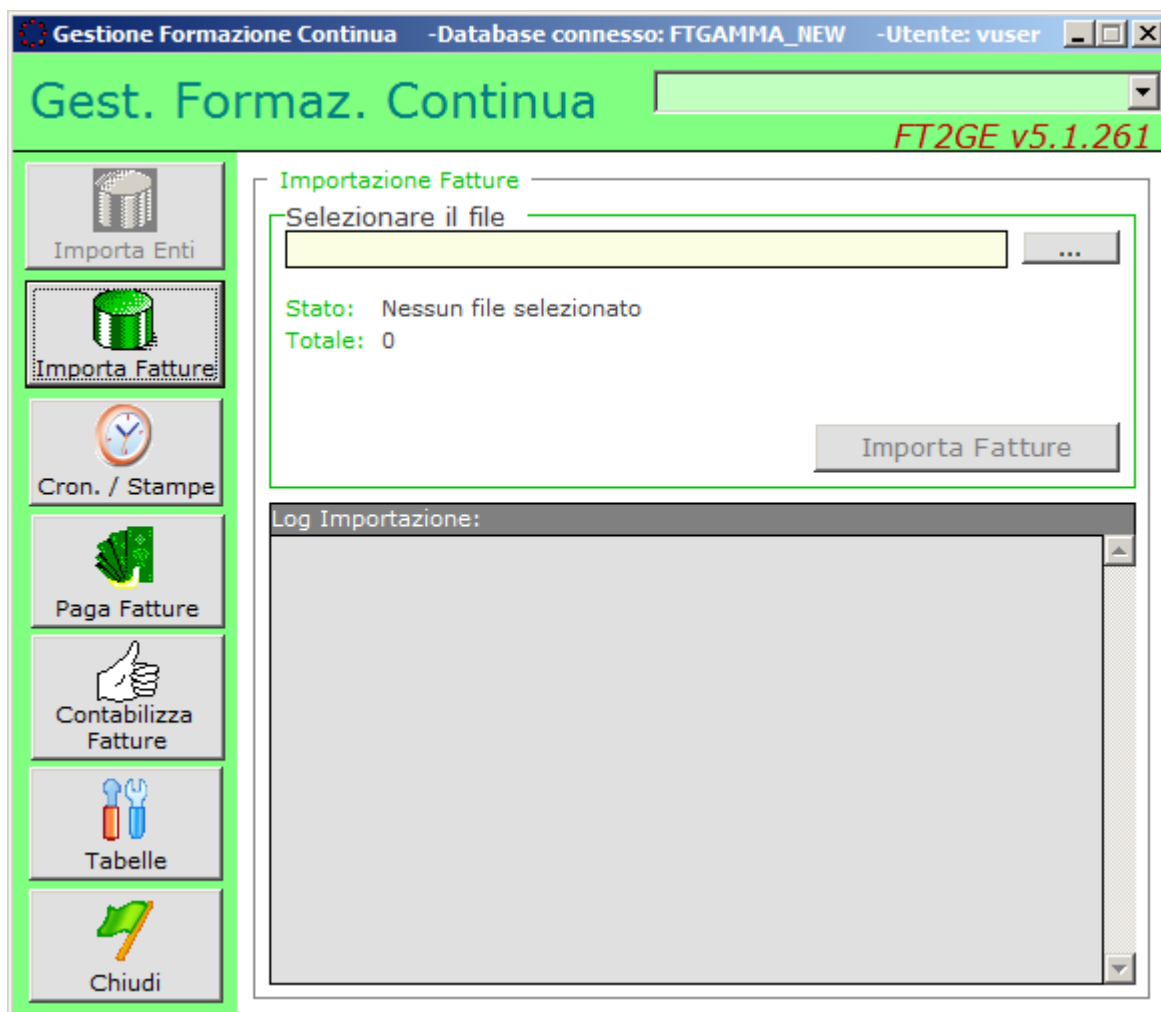 Gestione Formazione Continua -Database connesso: FTGAMMA_NEW -Utente: vuser
Gest. Formaz. Continua
FT2GE v5.1.261
Importa Enti
Importa Fatture
Cron. / Stampe
Paga Fatture
Contabilizza
Fatture
Tabelle
Chiudi
Importazione Fatture
Selezionare il file
...
Stato: Nessun file selezionato
Totale: 0
Importa Fatture
Log Importazione: